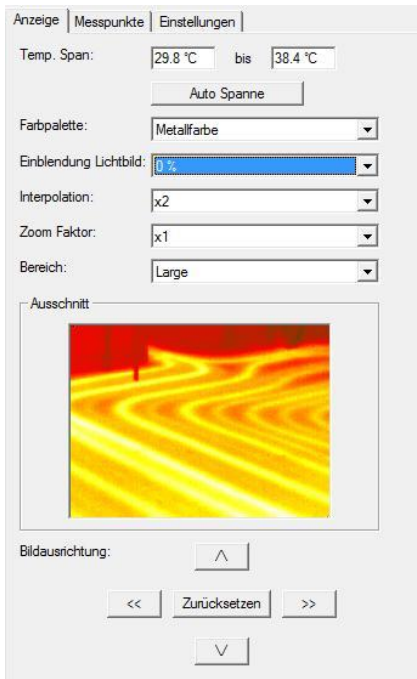 Anzeige Messpunkte Einstellungen
Temp. Span: 29.8 °C bis 38.4 °C
Auto Spanne
Farbpalette: Metallfarbe
Einblendung Lichtbild: 0 %
Interpolation: x2
Zoom Faktor: x1
Bereich: Large
Ausschnitt
Bildausrichtung: /\
<< Zurücksetzen >>
\/